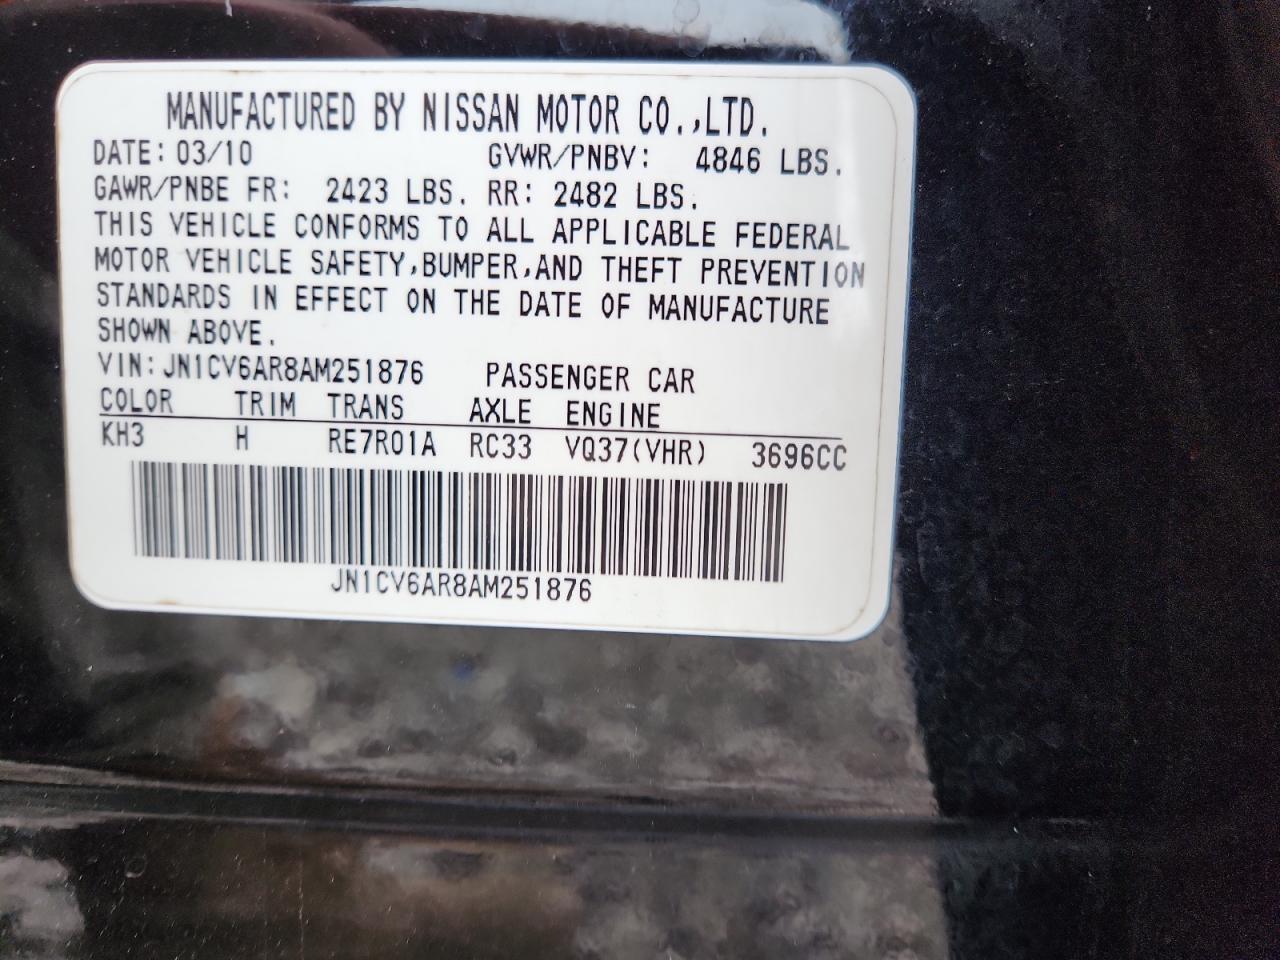 MANUFACTURED BY NISSAN MOTOR CO.,LTD.
DATE: 03/10 GVWR/PNBV: 4846 LBS.
GAWR/PNBE FR: 2423 LBS. RR: 2482 LBS.
THIS VEHICLE CONFORMS TO ALL APPLICABLE FEDERAL
MOTOR VEHICLE SAFETY,BUMPER,AND THEFT PREVENTION
STANDARDS IN EFFECT ON THE DATE OF MANUFACTURE
SHOWN ABOVE.
VIN:JN1CV6AR8AM251876 PASSENGER CAR
COLOR TRIM TRANS AXLE ENGINE
KH3 H RE7R01A RC33 VQ37(VHR) 3696CC
JN1CV6AR8AM251876